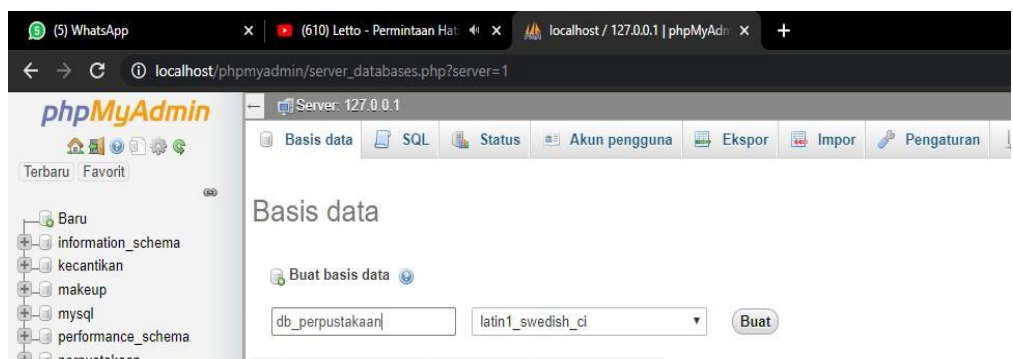 (5) WhatsApp
(610) Letto - Permintaan Hat
localhost / 127.0.0.1 | phpMyAdm
localhost/phpmyadmin/server_databases.php?server=1
phpMyAdmin
Terbaru Favorit
Baru
information_schema
kecantikan
makeup
mysql
performance_schema
perpustakaan
Server: 127.0.0.1
Basis data SQL Status Akun pengguna Ekspor Impor Pengaturan
Basis data
Buat basis data
db_perpustakaan latin1_swedish_ci Buat